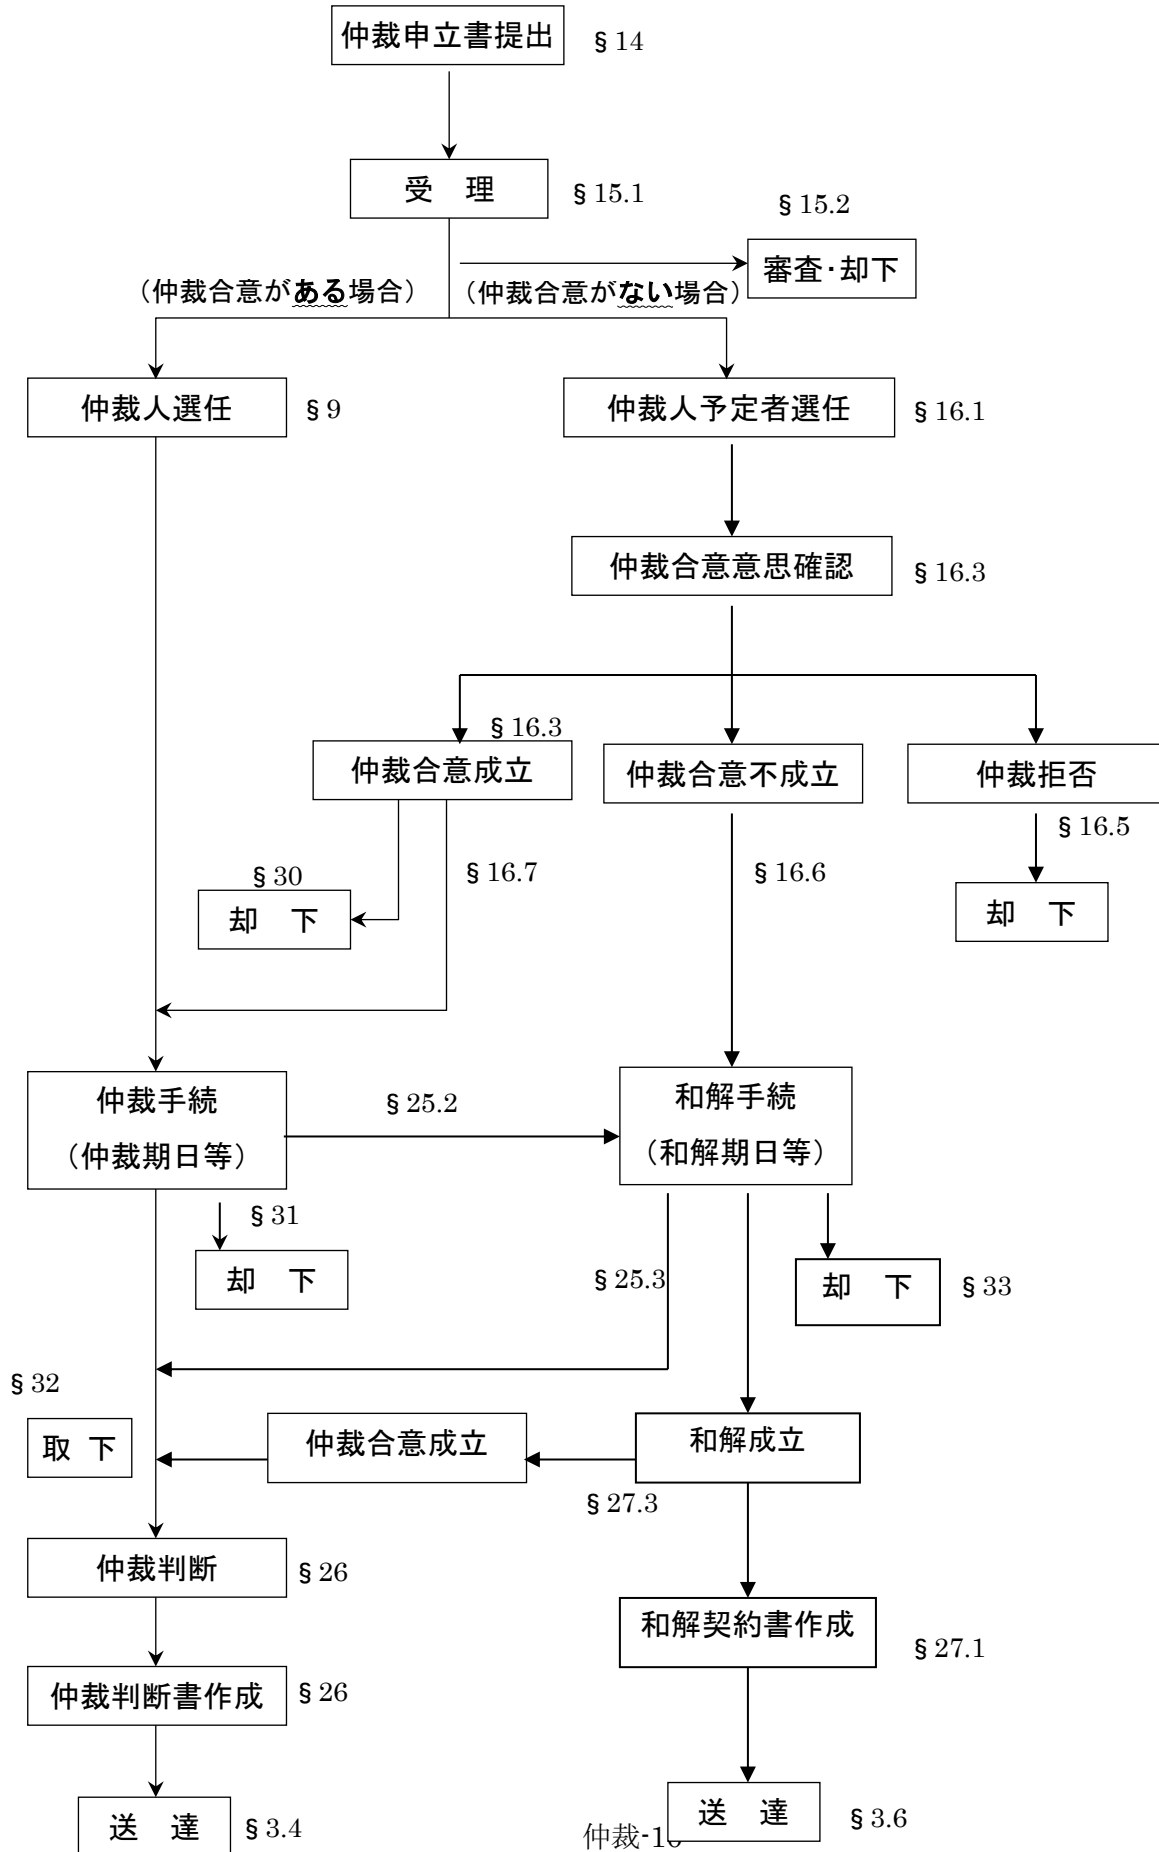 仲裁申立書提出 §14
受 理 §15.1
§15.2
審査・却下
（仲裁合意がある場合） （仲裁合意がない場合）
仲裁人選任 §9
仲裁人予定者選任 §16.1
仲裁合意意思確認 §16.3
§16.3
仲裁合意成立
仲裁合意不成立
仲裁拒否
§16.5
§30
§16.7
§16.6
却 下
却 下
仲裁手続
（仲裁期日等）
§25.2
和解手続
（和解期日等）
§31
却 下
§25.3
却 下 §33
§32
取 下
仲裁合意成立
和解成立
§27.3
仲裁判断 §26
和解契約書作成 §27.1
仲裁判断書作成 §26
送 達 §3.4
送 達 §3.6
仲裁-1